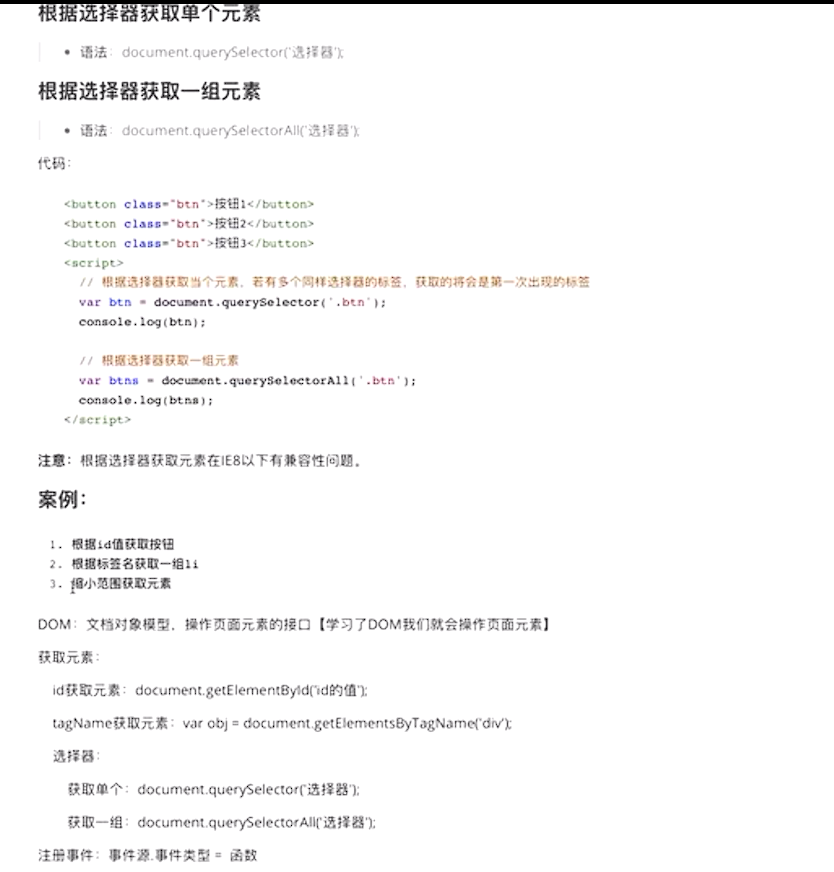 根据选择器获取单个元素
• 语法：document.querySelector('选择器');
根据选择器获取一组元素
• 语法：document.querySelectorAll('选择器');
代码：
<button class="btn">按钮1</button>
<button class="btn">按钮2</button>
<button class="btn">按钮3</button>
<script>
// 根据选择器获取当个元素，若有多个同样选择器的标签，获取的将会是第一次出现的标签
var btn = document.querySelector('.btn');
console.log(btn);
// 根据选择器获取一组元素
var btns = document.querySelectorAll('.btn');
console.log(btns);
</script>
注意：根据选择器获取元素在IE8以下有兼容性问题。
案例：
1. 根据id值获取按钮
2. 根据标签名获取一组li
3. 缩小范围获取元素
DOM：文档对象模型，操作页面元素的接口【学习了DOM我们就会操作页面元素】
获取元素：
id获取元素：document.getElementById('id的值');
tagName获取元素：var obj = document.getElementsByTagName('div');
选择器：
获取单个：document.querySelector('选择器');
获取一组：document.querySelectorAll('选择器');
注册事件：事件源.事件类型 = 函数